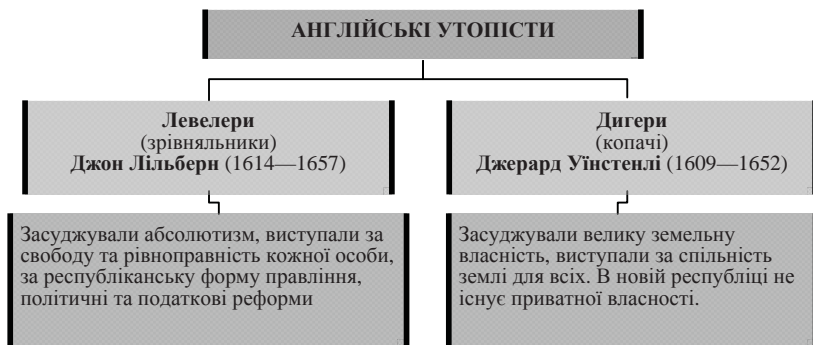 АНГЛІЙСЬКІ УТОПІСТИ
Левелери
(зрівняльники)
Джон Лільберн (1614—1657)
Дигери
(копачі)
Джерард Уїнстенлі (1609—1652)
Засуджували абсолютизм, виступали за
свободу та рівноправність кожної особи,
за республіканську форму правління,
політичні та податкові реформи
Засуджували велику земельну
власність, виступали за спільність
землі для всіх. В новій республіці не
існує приватної власності.